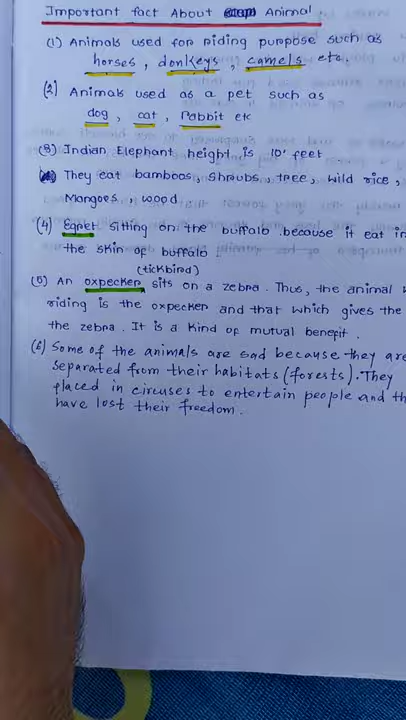 Important fact About Animal
(1) Animals used for riding purpose such as
horses, donkeys, camels etc.
(2) Animals used as a pet such as
dog, cat, Rabbit etc
(3) Indian Elephant height is 10' feet
They eat bamboos, Shrubs, tree, wild rice,
Mangoes, wood
(4) Egret sitting on the buffalo because it eat in
the skin of buffalo.
(tickbird)
(5) An oxpecker sits on a zebra. Thus, the animal
riding is the oxpecker and that which gives the
the zebra. It is a kind of mutual benefit.
(6) Some of the animals are sad because they are
separated from their habitats (forests). They
placed in circuses to entertain people and th
have lost their freedom.